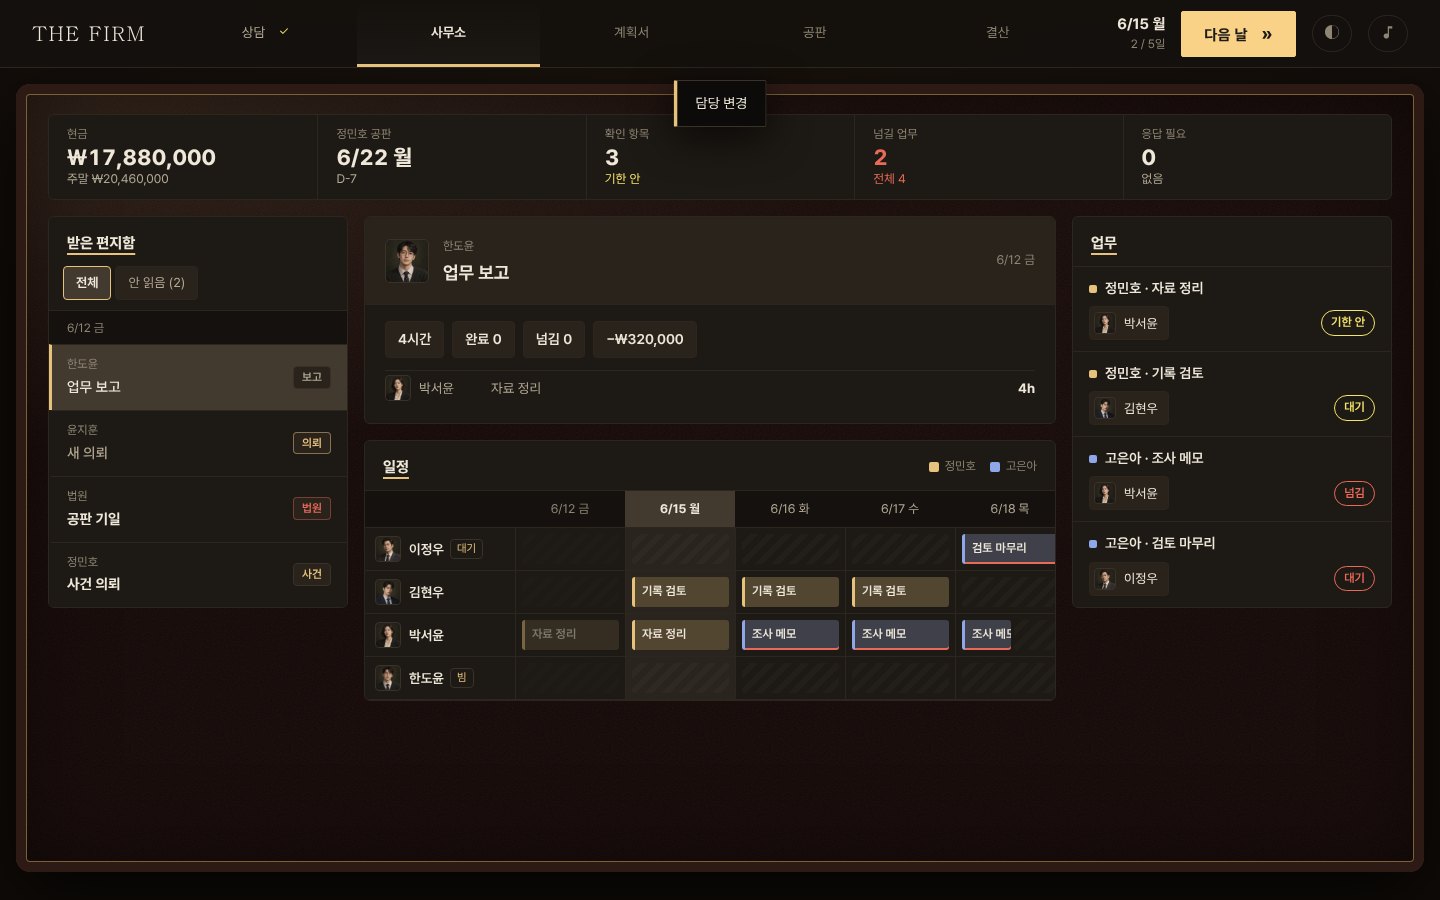 THE FIRM
상담
사무소
계획서
공판
결산
6/15 월
2 / 5일
다음 날 »
담당 변경
현금
₩17,880,000
주말 ₩20,460,000
정민호 공판
6/22 월
D-7
확인 항목
3
기한 안
넘길 업무
2
전체 4
응답 필요
0
없음
받은 편지함
전체
안 읽음 (2)
6/12 금
한도윤
업무 보고
보고
윤지훈
새 의뢰
의뢰
법원
공판 기일
법원
정민호
사건 의뢰
사건
한도윤
업무 보고
6/12 금
4시간
완료 0
넘김 0
−₩320,000
박서윤
자료 정리
4h
일정
정민호
고은아
6/12 금
6/15 월
6/16 화
6/17 수
6/18 목
이정우
대기
검토 마무리
김현우
기록 검토
기록 검토
기록 검토
박서윤
자료 정리
자료 정리
조사 메모
조사 메모
조사
한도윤
빔
업무
정민호 · 자료 정리
박서윤
기한 안
정민호 · 기록 검토
김현우
대기
고은아 · 조사 메모
박서윤
넘김
고은아 · 검토 마무리
이정우
대기